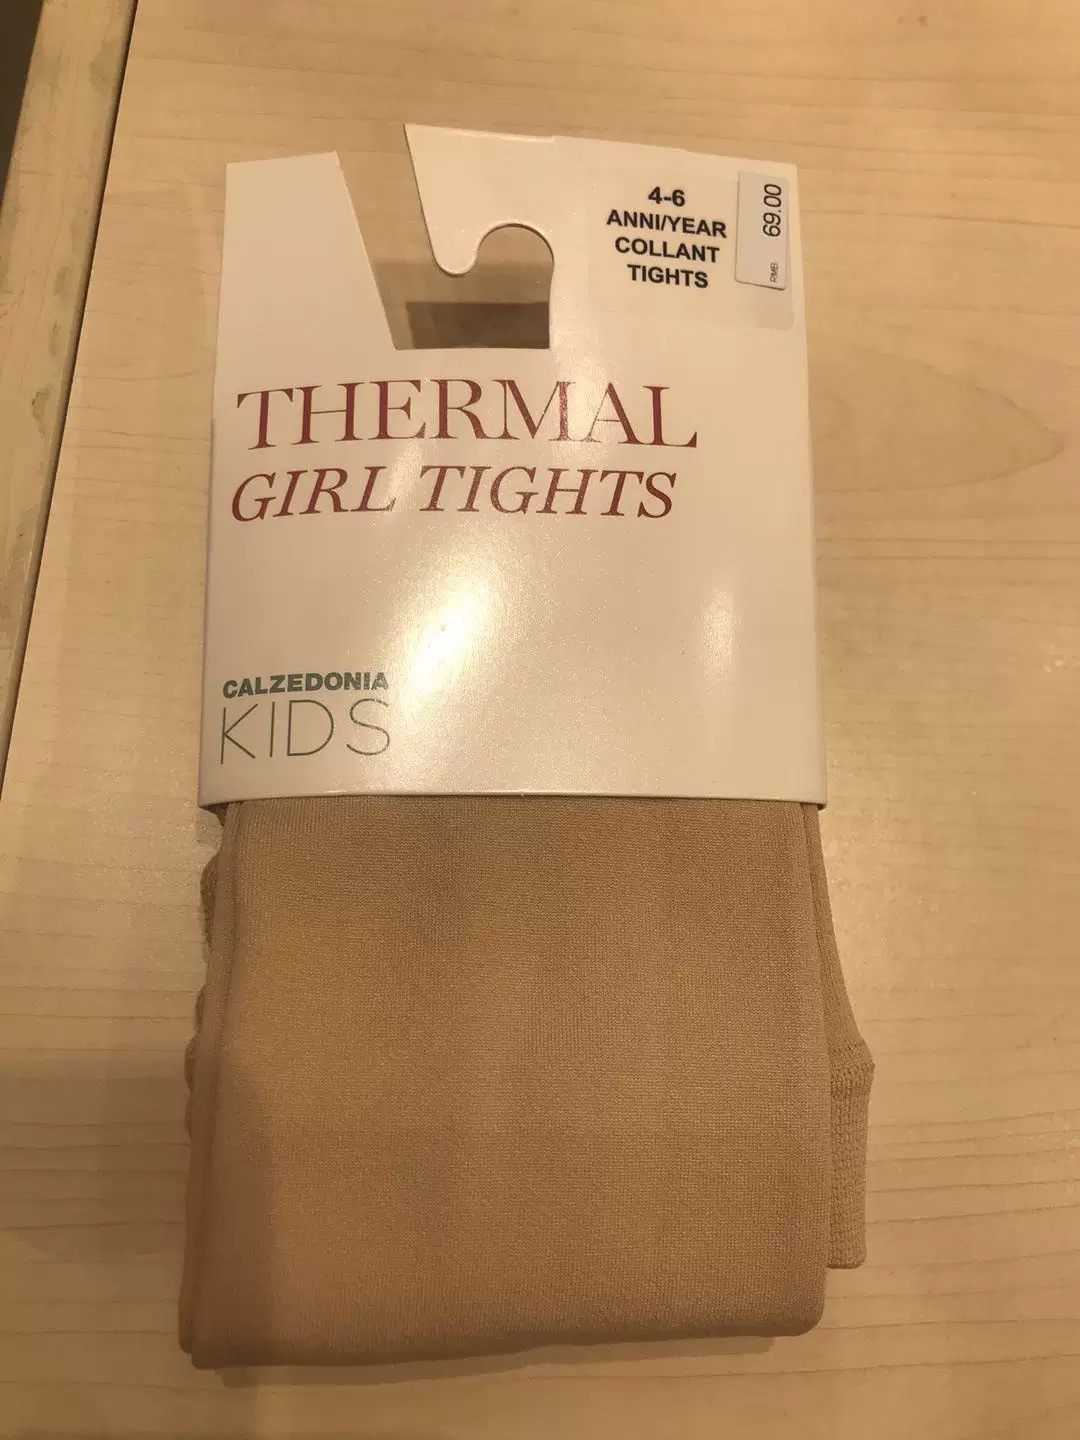 4-6
ANNI/YEAR
COLLANT
TIGHTS
RMB 69.00
THERMAL
GIRL TIGHTS
CALZEDONIA
KIDS